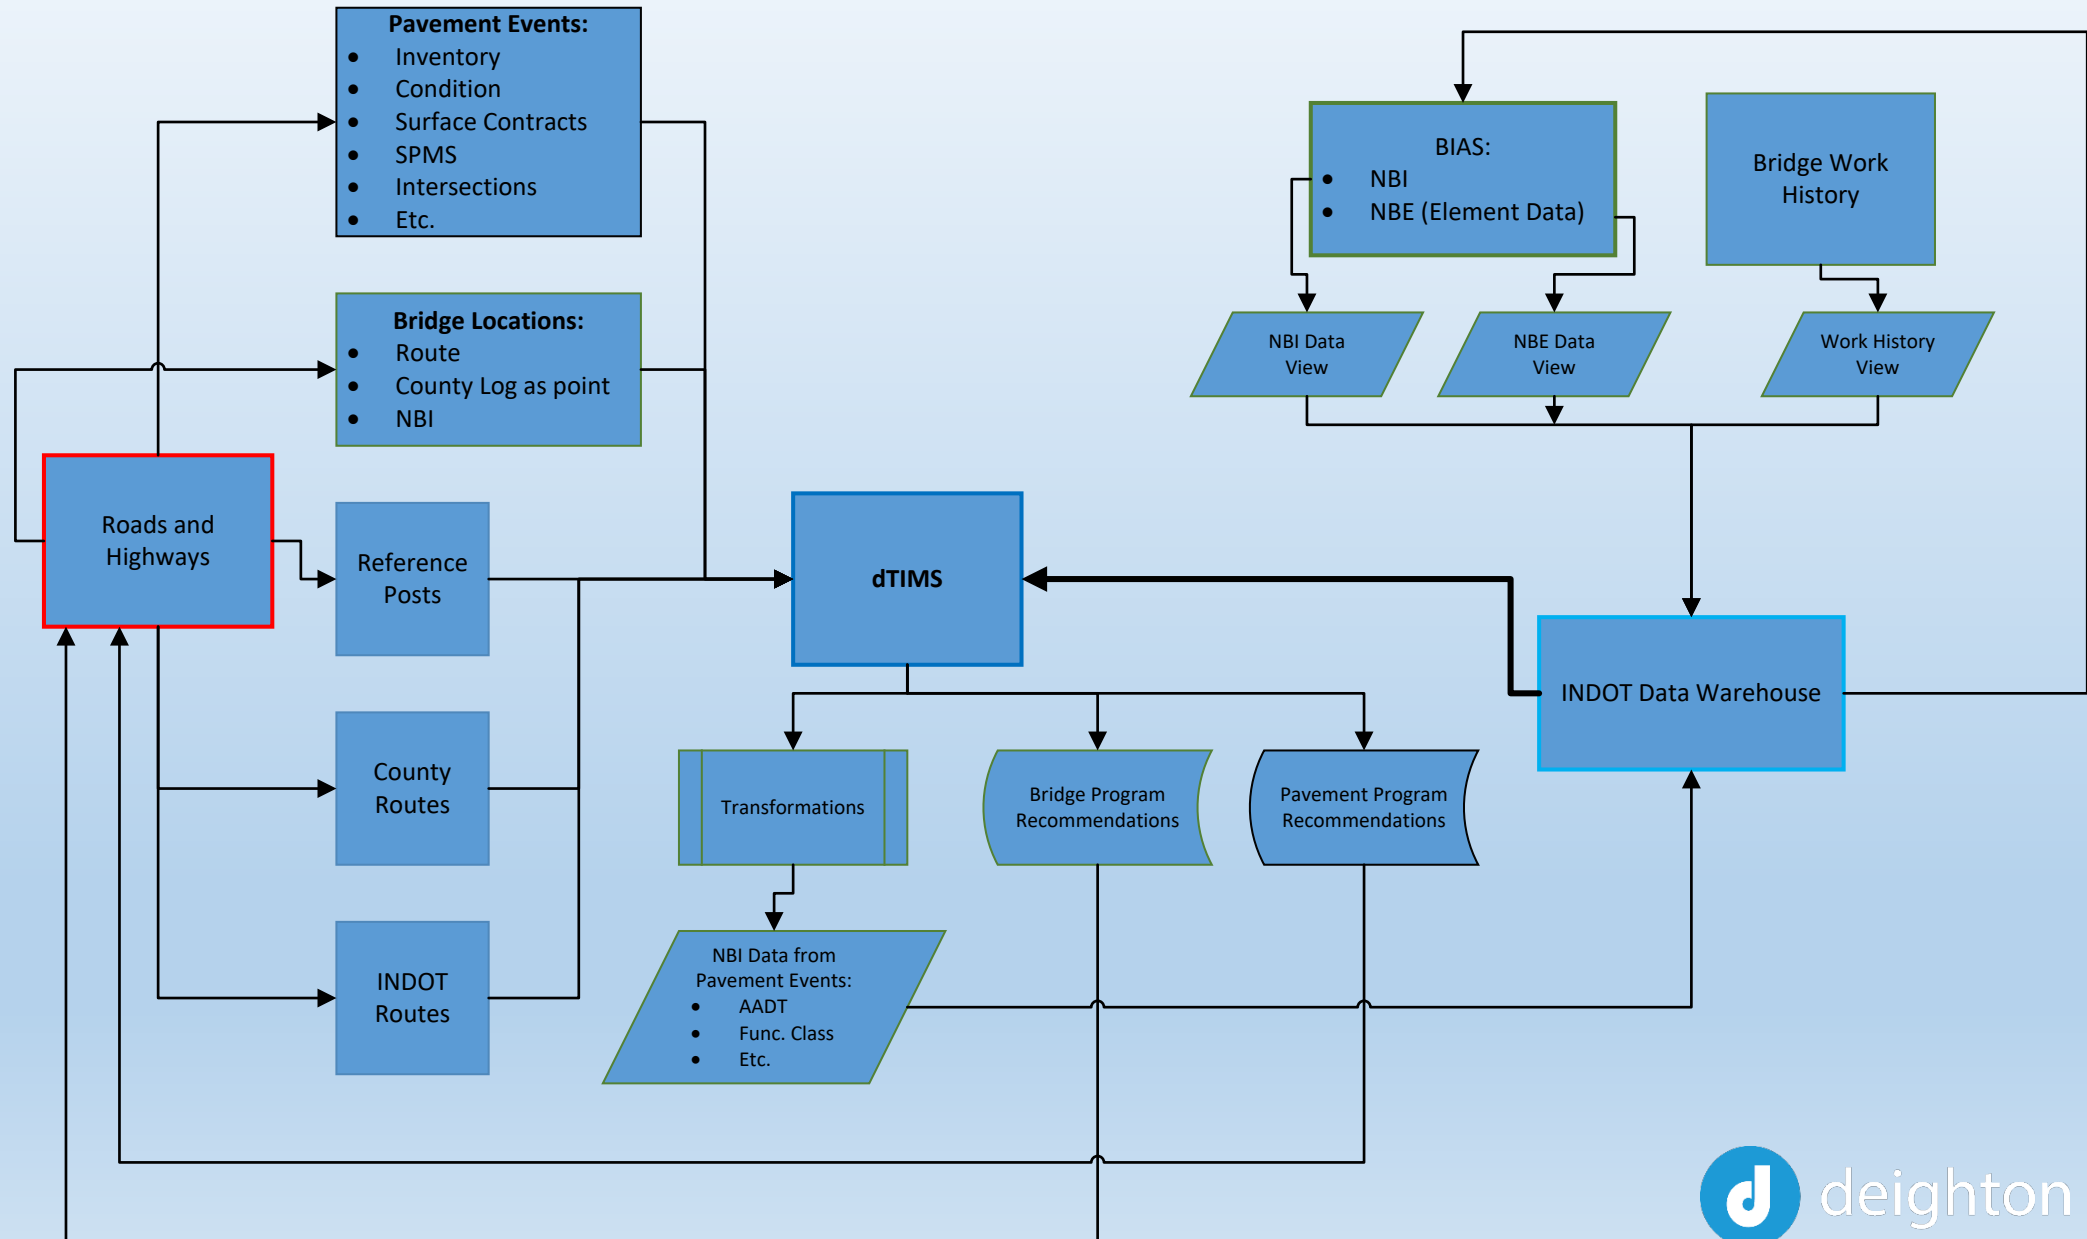 Pavement Events:
• Inventory
• Condition
• Surface Contracts
• SPMS
• Intersections
• Etc.
Bridge Locations:
• Route
• County Log as point
• NBI
Roads and
Highways
Reference
Posts
County
Routes
INDOT
Routes
dTIMS
BIAS:
• NBI
• NBE (Element Data)
Bridge Work
History
NBI Data
View
NBE Data
View
Work History
View
INDOT Data Warehouse
Transformations
Bridge Program
Recommendations
Pavement Program
Recommendations
NBI Data from
Pavement Events:
• AADT
• Func. Class
• Etc.
d deighton